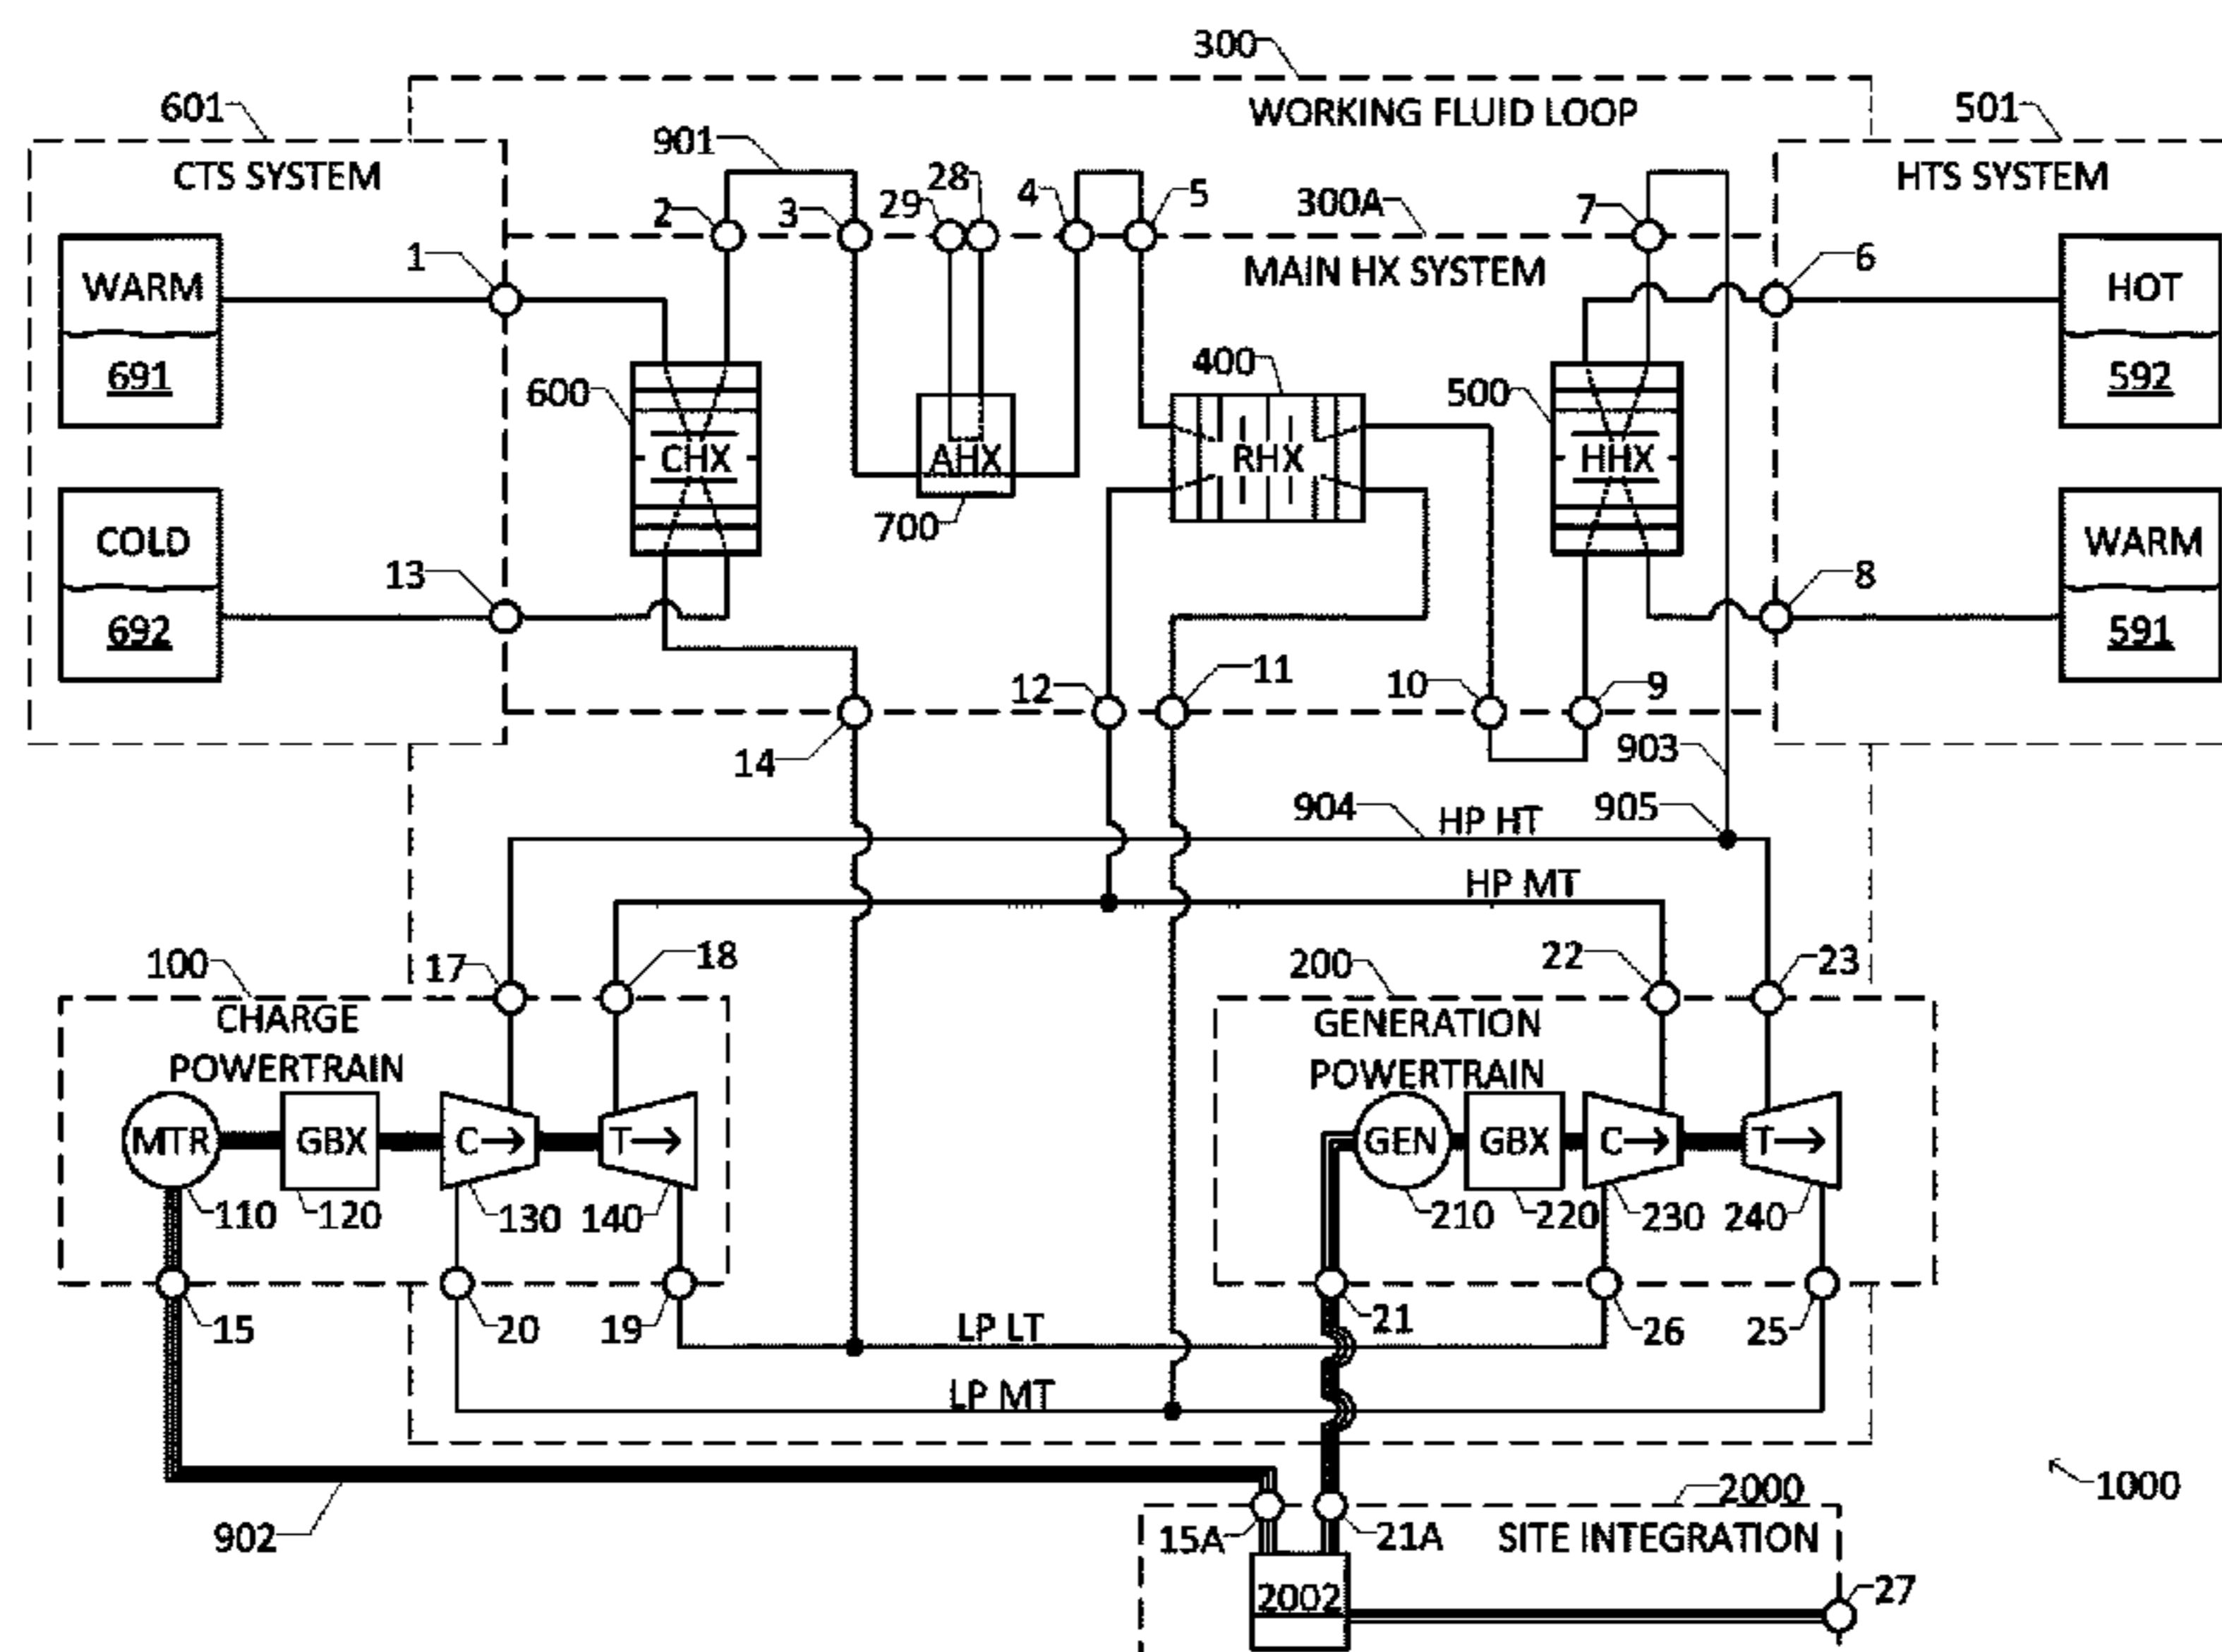 300
601
WORKING FLUID LOOP
501
CTS SYSTEM
901
HTS SYSTEM
2
3
29
28
4
5
300A
7
WARM
1
MAIN HX SYSTEM
6
HOT
691
600
CHX
AHX
700
400
RHX
500
HHX
592
COLD
692
13
WARM
591
8
14
12
11
10
9
903
904
HP HT
905
HP MT
100
17
18
200
22
23
CHARGE
POWERTRAIN
GENERATION
POWERTRAIN
MTR
GBX
C
T
GEN
GBX
C
T
110
120
130
140
210
220
230
240
15
20
19
LP LT
21
26
25
LP MT
902
2000
1000
15A
21A
SITE INTEGRATION
2002
27